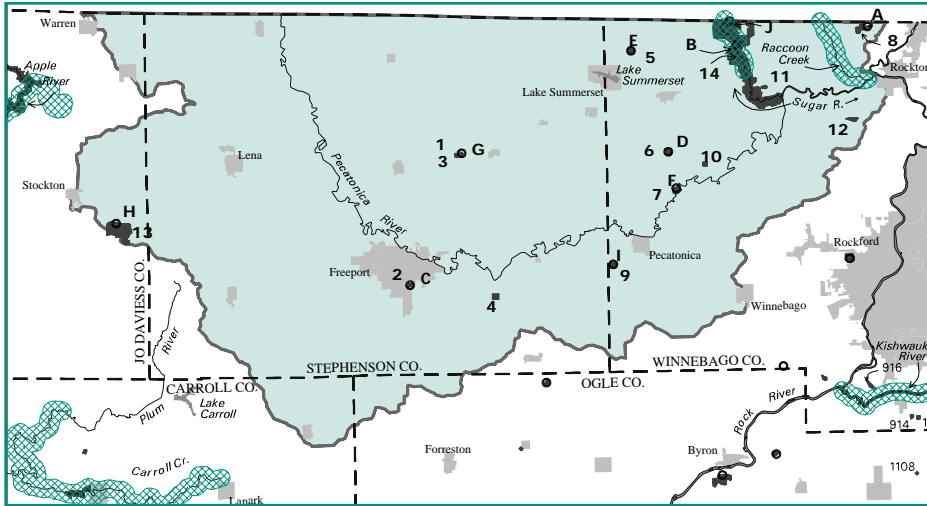 Warren
A
J
8
E
5
B
Raccoon
Creek
Rockton
Apple
River
14
Lake
Summerset
Lake Summerset
11
Sugar R.
12
1
3
G
6
D
10
Lena
Pecatonica
River
Stockton
7
F
H
13
Freeport
2
C
4
I
9
Pecatonica
Rockford
Winnebago
JO DAVIESS CO.
River
Plum
STEPHENSON CO.
WINNEBAGO CO.
CARROLL CO.
OGLE CO.
Lake
Carroll
Kishwauk
River
916
Rock
River
914
1
Carroll Cr.
Forreston
Byron
1108
Lanark